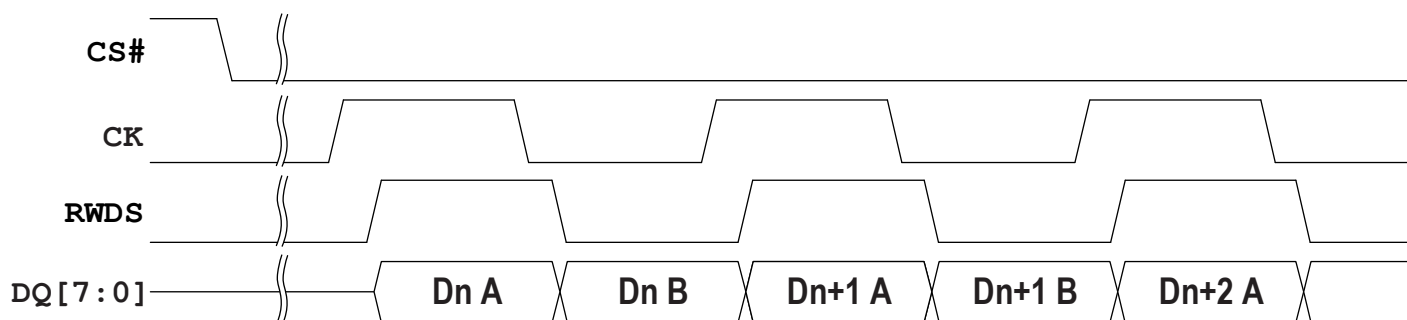 CS#
CK
RWDS
DQ[7:0] Dn A Dn B Dn+1 A Dn+1 B Dn+2 A